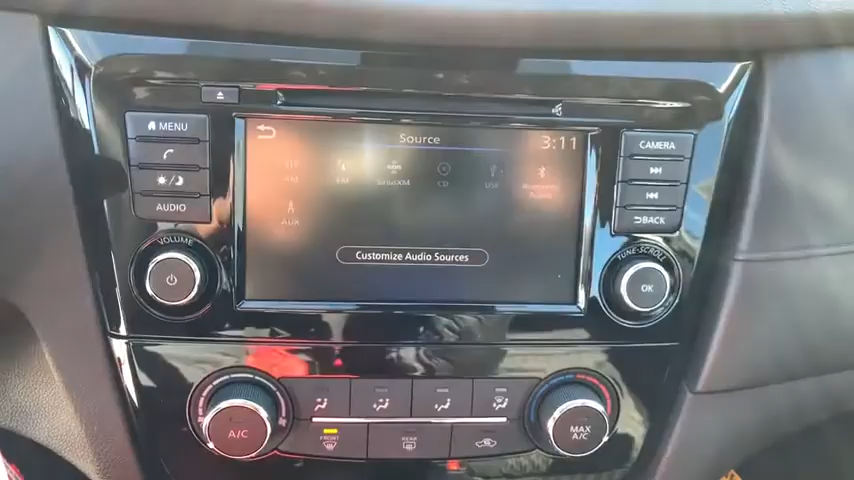 MENU
AUDIO
VOLUME
Source
3:11
AM
FM
SiriusXM
CD
USB
Bluetooth
Audio
AUX
Customize Audio Sources
CAMERA
BACK
TUNE·SCROLL
OK
A/C
FRONT
REAR
MAX
A/C